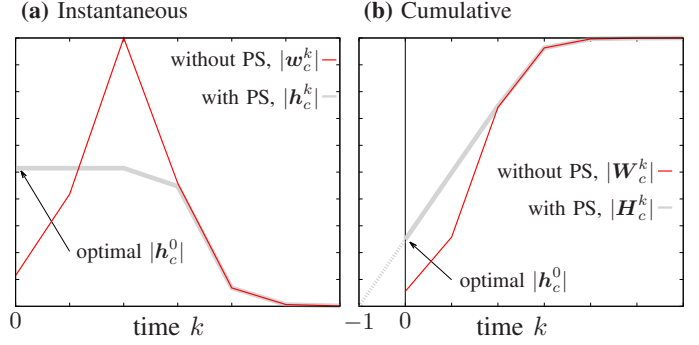 (a) Instantaneous
without PS, |w_c^k|
with PS, |h_c^k|
optimal |h_c^0|
0
time k
(b) Cumulative
without PS, |W_c^k|
with PS, |H_c^k|
optimal |h_c^0|
−1 0
time k